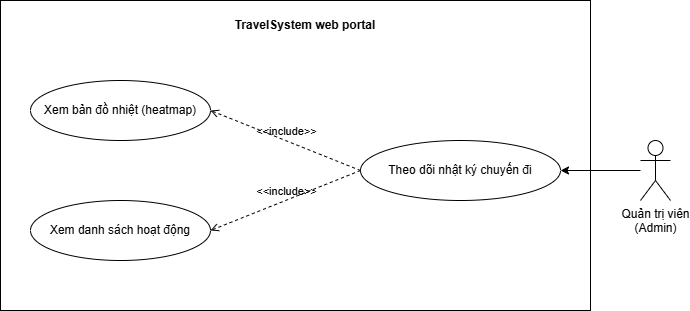 TravelSystem web portal
Xem bản đồ nhiệt (heatmap)
<<include>>
Theo dõi nhật ký chuyến đi
<<include>>
Xem danh sách hoạt động
Quản trị viên
(Admin)